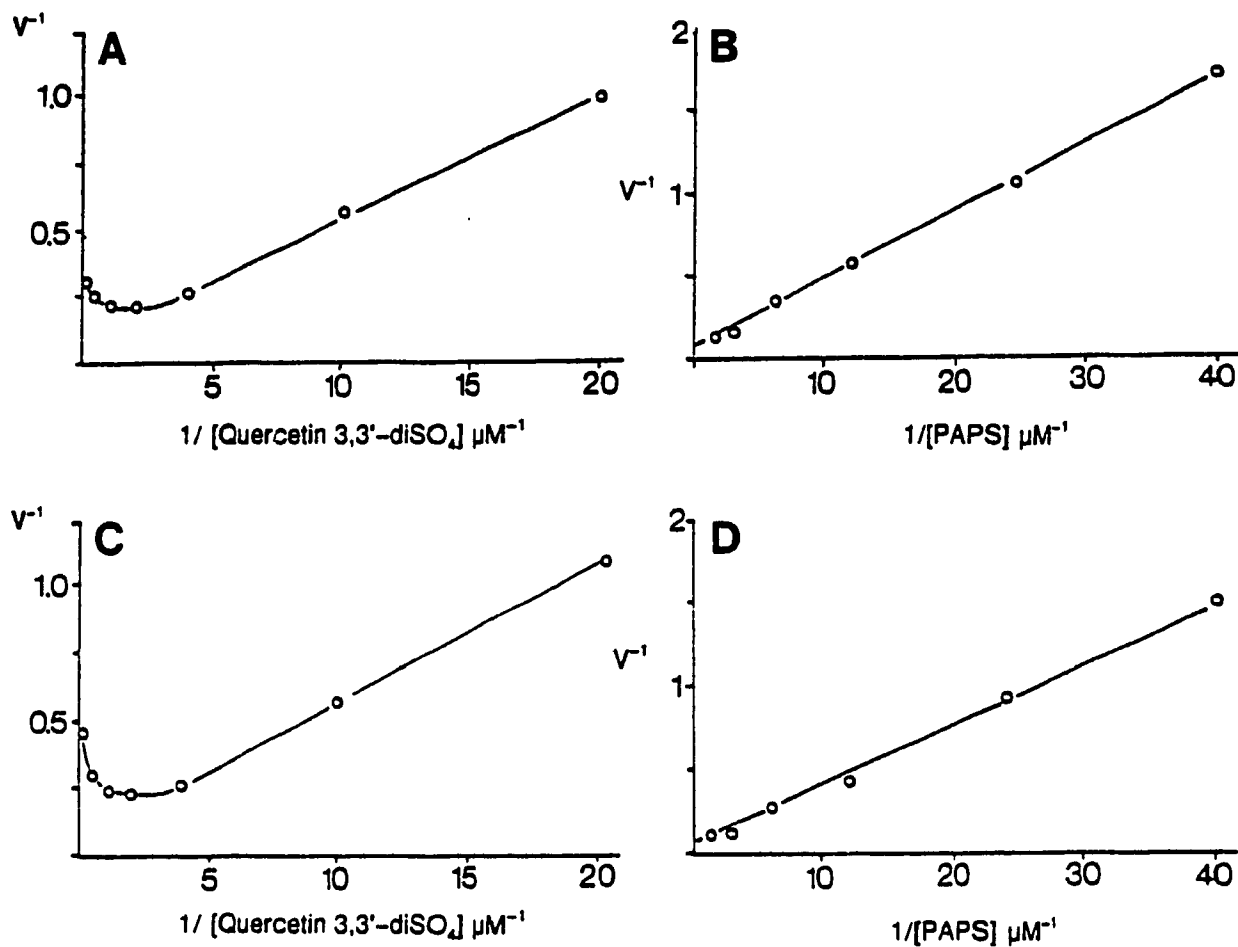 V⁻¹
A
1.0
0.5
5 10 15 20
1/ [Quercetin 3,3'-diSO₄] μM⁻¹
B
2
V⁻¹
1
10 20 30 40
1/[PAPS] μM⁻¹
V⁻¹
C
1.0
0.5
5 10 15 20
1/ [Quercetin 3,3'-diSO₄] μM⁻¹
D
2
V⁻¹
1
10 20 30 40
1/[PAPS] μM⁻¹